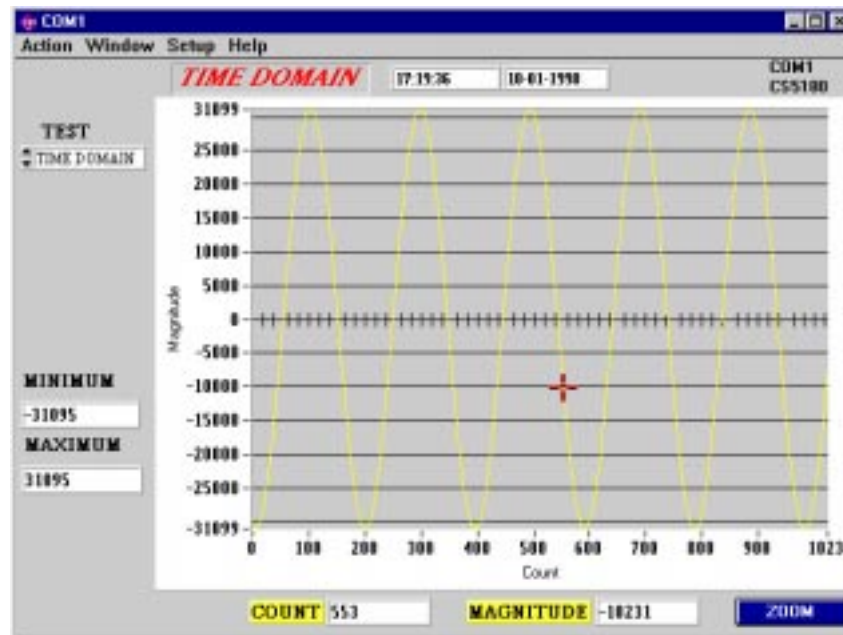 COM1
Action Window Setup Help
TIME DOMAIN 17:19:36 10-01-1998 COM1
CS5180
TEST
TIME DOMAIN
31099
25000
20000
15000
10000
5000
0
-5000
-10000
-15000
-20000
-25000
-31099
Magnitude
0 100 200 300 400 500 600 700 800 900 1023
Count
MINIMUM
-31095
MAXIMUM
31095
COUNT 553 MAGNITUDE -10231 ZOOM